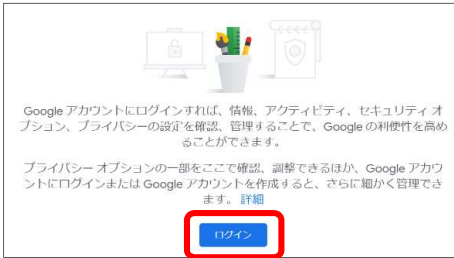 Google アカウントにログインすれば、情報、アクティビティ、セキュリティ オ
プション、プライバシーの設定を確認、管理することで、Google の利便性を高め
ることができます。
プライバシー オプションの一部をここで確認、調整できるほか、Google アカウ
ントにログインまたは Google アカウントを作成すると、さらに細かく管理でき
ます。 詳細
ログイン